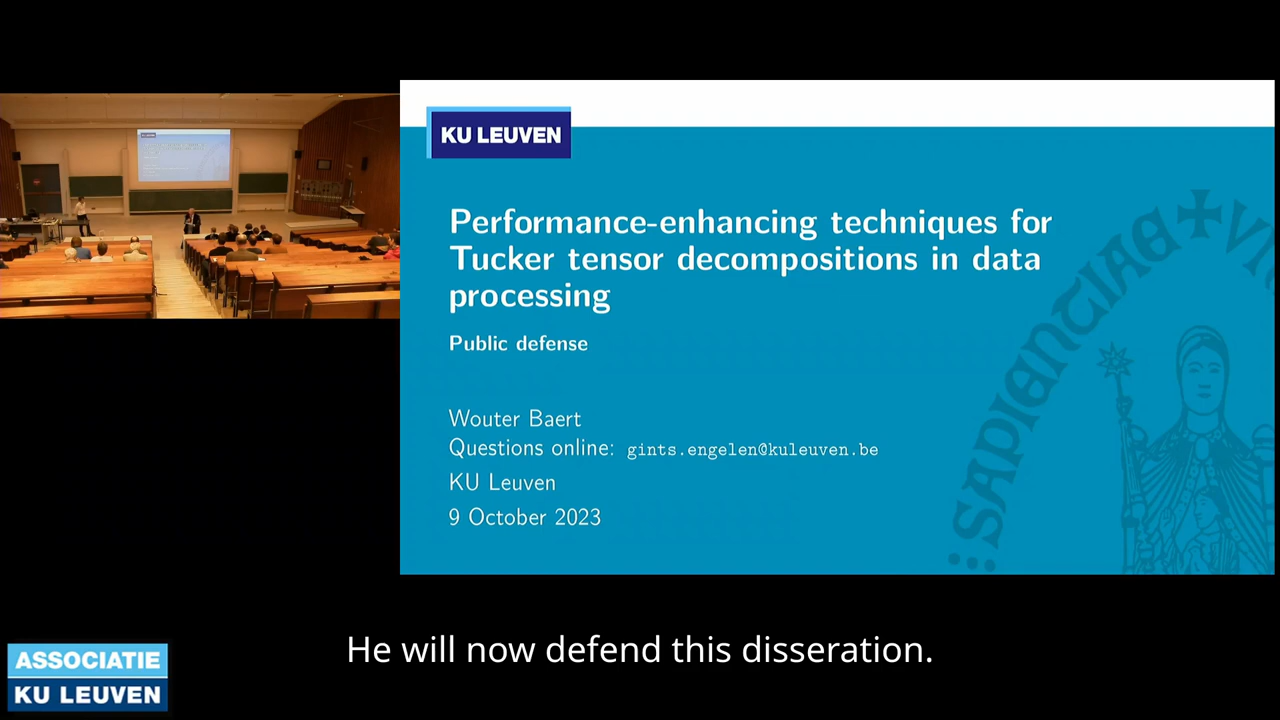 KU LEUVEN
Performance-enhancing techniques for
Tucker tensor decompositions in data
processing
Public defense
Wouter Baert
Questions online: gints.engelen@kuleuven.be
KU Leuven
9 October 2023
SAPIENTIAE
He will now defend this disseration.
ASSOCIATIE
KU LEUVEN